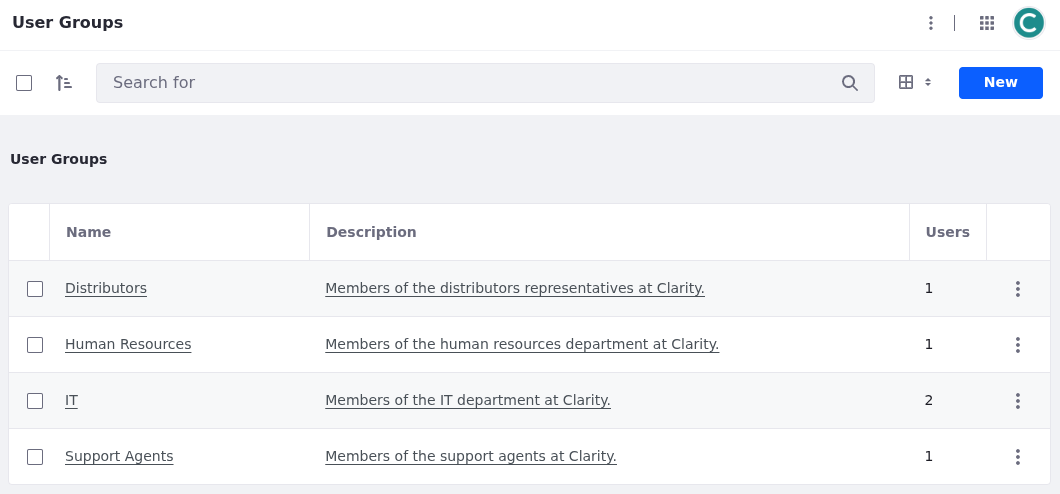 User Groups
Search for
New
User Groups
Name Description Users
Distributors Members of the distributors representatives at Clarity. 1
Human Resources Members of the human resources department at Clarity. 1
IT Members of the IT department at Clarity. 2
Support Agents Members of the support agents at Clarity. 1